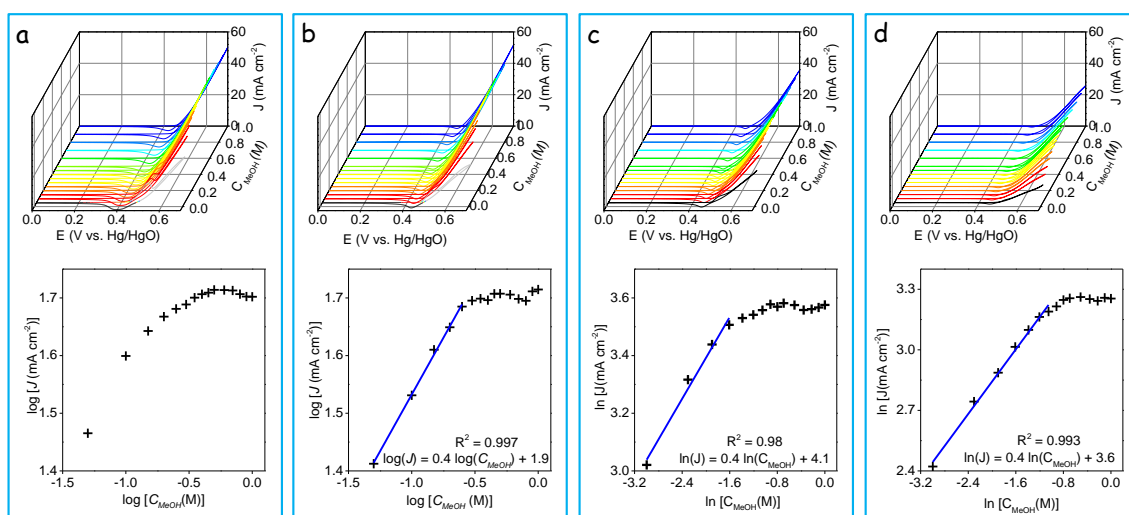 a
60
40
20
0
J (mA cm-2)
1.0
0.8
0.6
0.4
0.2
0.0
C_MeOH (M)
0.0 0.2 0.4 0.6
E (V vs. Hg/HgO)
1.7
1.6
1.5
1.4
log [J (mA cm-2)]
-1.5 -1.0 -0.5 0.0
log [C_MeOH(M)]
b
60
40
20
0
J (mA cm-2)
1.0
0.8
0.6
0.4
0.2
0.0
C_MeOH (M)
0.0 0.2 0.4 0.6
E (V vs. Hg/HgO)
1.7
1.6
1.5
1.4
log [J (mA cm-2)]
R2 = 0.997
log(J) = 0.4 log(C_MeOH) + 1.9
-1.5 -1.0 -0.5 0.0
log [C_MeOH (M)]
c
60
40
20
0
J (mA cm-2)
1.0
0.8
0.6
0.4
0.2
0.0
C_MeOH (M)
0.0 0.2 0.4 0.6
E (V vs. Hg/HgO)
3.6
3.4
3.2
3.0
ln [J(mA cm-2)]
R2 = 0.98
ln(J) = 0.4 ln(C_MeOH) + 4.1
-3.2 -2.4 -1.6 -0.8 0.0
ln [C_MeOH(M)]
d
60
40
20
0
J (mA cm-2)
1.0
0.8
0.6
0.4
0.2
0.0
C_MeOH (M)
0.0 0.2 0.4 0.6
E (V vs. Hg/HgO)
3.3
3.0
2.7
2.4
ln [J(mA cm-2)]
R2 = 0.993
ln(J) = 0.4 ln(C_MeOH) + 3.6
-3.2 -2.4 -1.6 -0.8 0.0
ln [C_MeOH(M)]